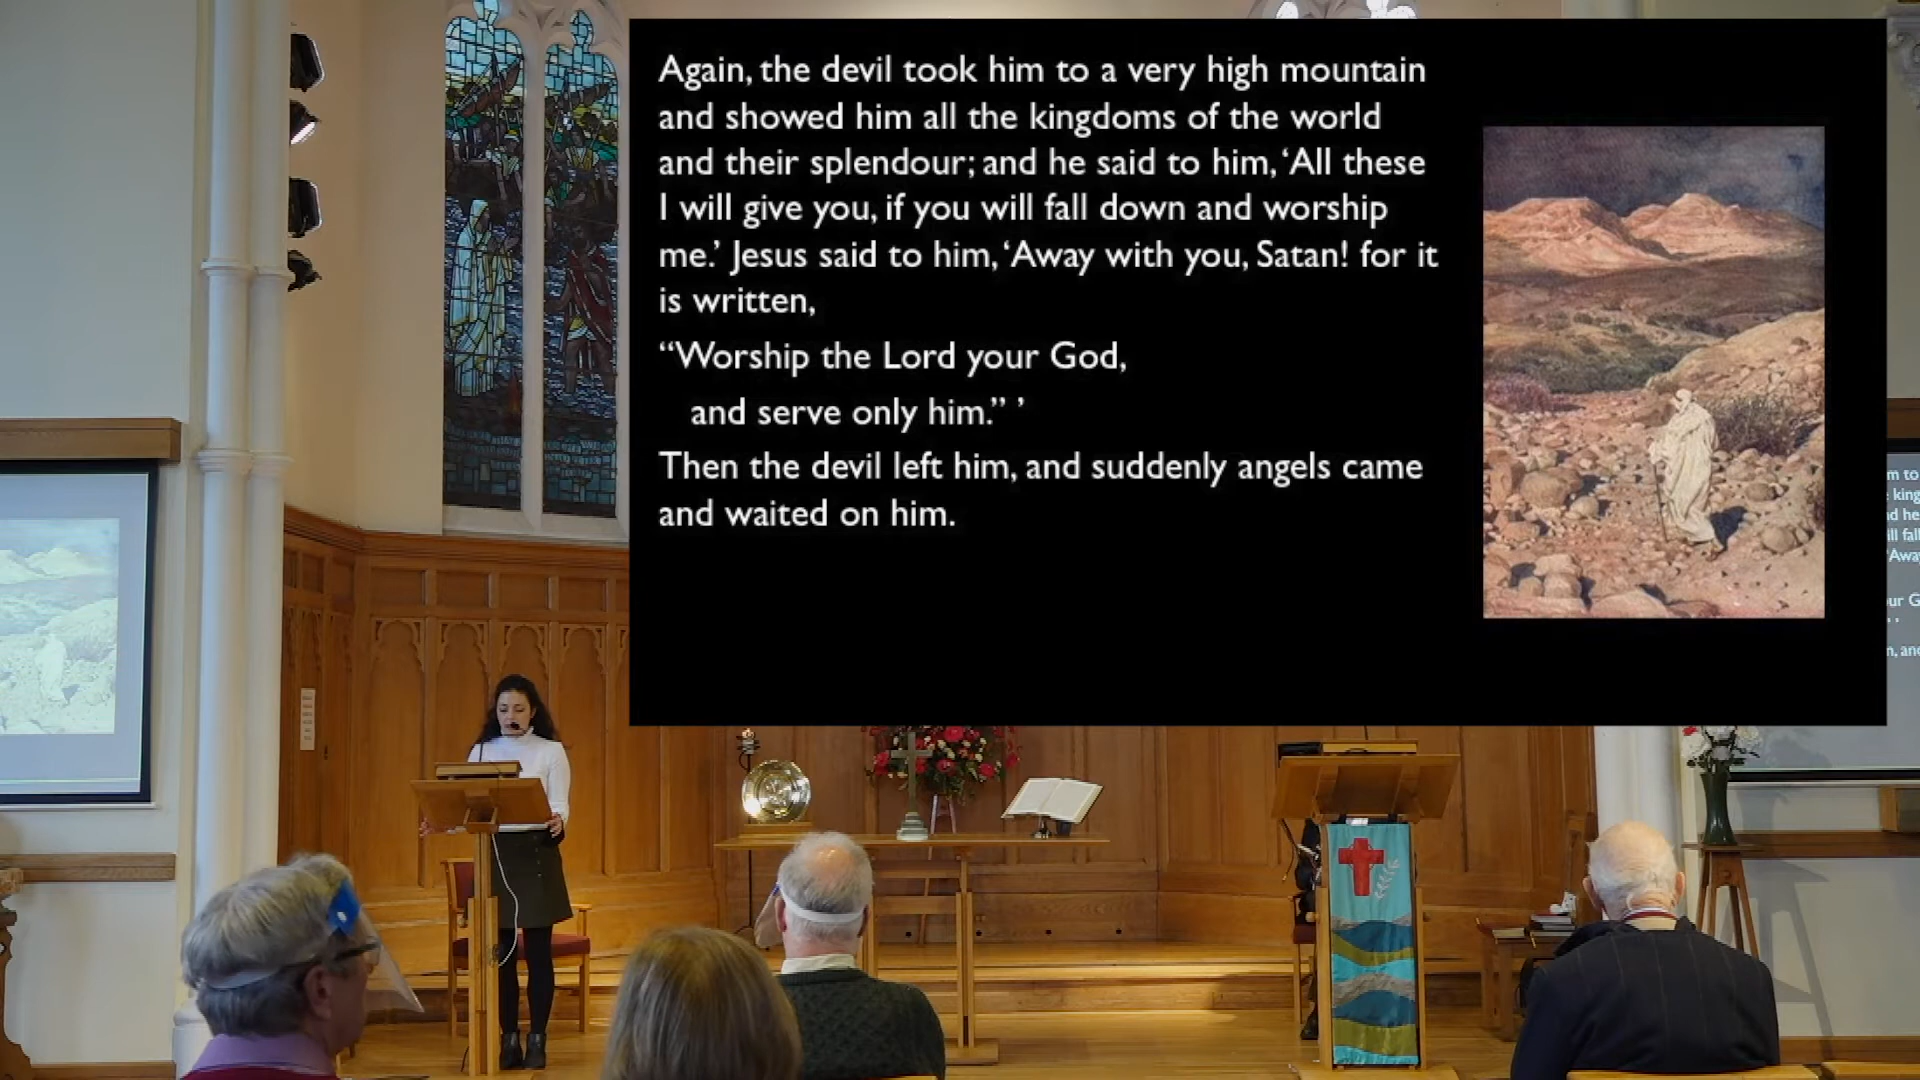 Again, the devil took him to a very high mountain
and showed him all the kingdoms of the world
and their splendour; and he said to him, ‘All these
I will give you, if you will fall down and worship
me.’ Jesus said to him, ‘Away with you, Satan! for it
is written,
“Worship the Lord your God,
and serve only him.” ’
Then the devil left him, and suddenly angels came
and waited on him.